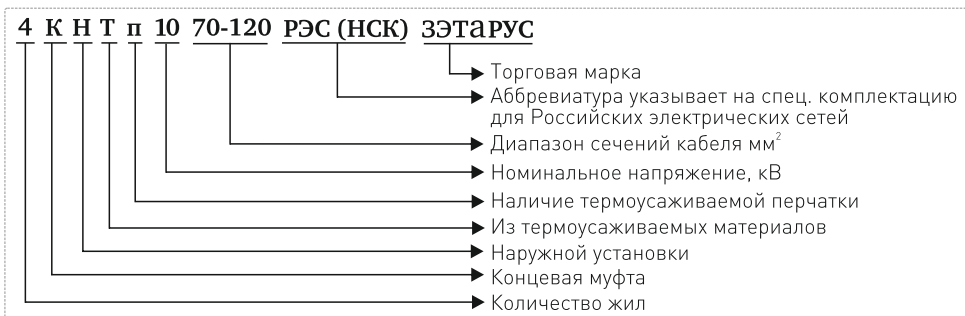 4 К Н Т п 10 70-120 РЭС (НСК) ЗЭТаРУС
Торговая марка
Аббревиатура указывает на спец. комплектацию
для Российских электрических сетей
Диапазон сечений кабеля мм²
Номинальное напряжение, кВ
Наличие термоусаживаемой перчатки
Из термоусаживаемых материалов
Наружной установки
Концевая муфта
Количество жил